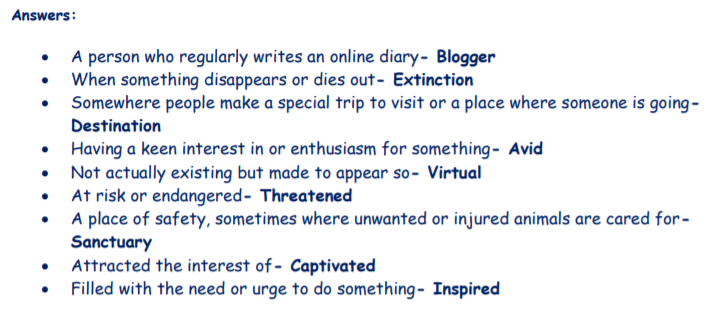 Answers:
• A person who regularly writes an online diary- Blogger
• When something disappears or dies out- Extinction
• Somewhere people make a special trip to visit or a place where someone is going-
Destination
• Having a keen interest in or enthusiasm for something- Avid
• Not actually existing but made to appear so- Virtual
• At risk or endangered- Threatened
• A place of safety, sometimes where unwanted or injured animals are cared for-
Sanctuary
• Attracted the interest of- Captivated
• Filled with the need or urge to do something- Inspired